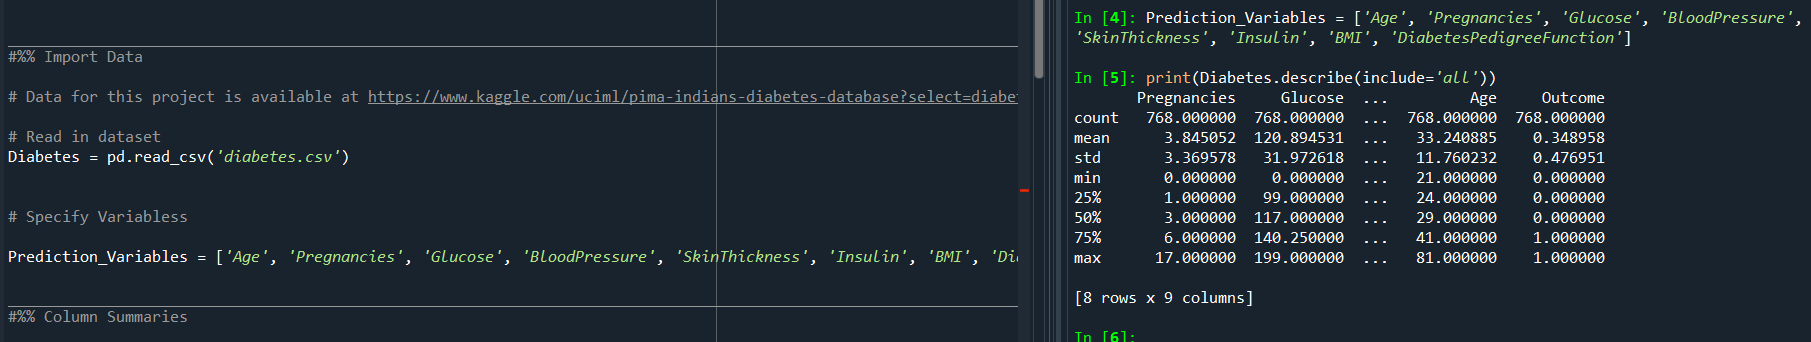 #%% Import Data
# Data for this project is available at https://www.kaggle.com/uciml/pima-indians-diabetes-database?select=diabet
# Read in dataset
Diabetes = pd.read_csv('diabetes.csv')
# Specify Variabless
Prediction_Variables = ['Age', 'Pregnancies', 'Glucose', 'BloodPressure', 'SkinThickness', 'Insulin', 'BMI', 'Di
#%% Column Summaries
In [4]: Prediction_Variables = ['Age', 'Pregnancies', 'Glucose', 'BloodPressure',
'SkinThickness', 'Insulin', 'BMI', 'DiabetesPedigreeFunction']
In [5]: print(Diabetes.describe(include='all'))
Pregnancies Glucose ... Age Outcome
count 768.000000 768.000000 ... 768.000000 768.000000
mean 3.845052 120.894531 ... 33.240885 0.348958
std 3.369578 31.972618 ... 11.760232 0.476951
min 0.000000 0.000000 ... 21.000000 0.000000
25% 1.000000 99.000000 ... 24.000000 0.000000
50% 3.000000 117.000000 ... 29.000000 0.000000
75% 6.000000 140.250000 ... 41.000000 1.000000
max 17.000000 199.000000 ... 81.000000 1.000000
[8 rows x 9 columns]
In [6]: